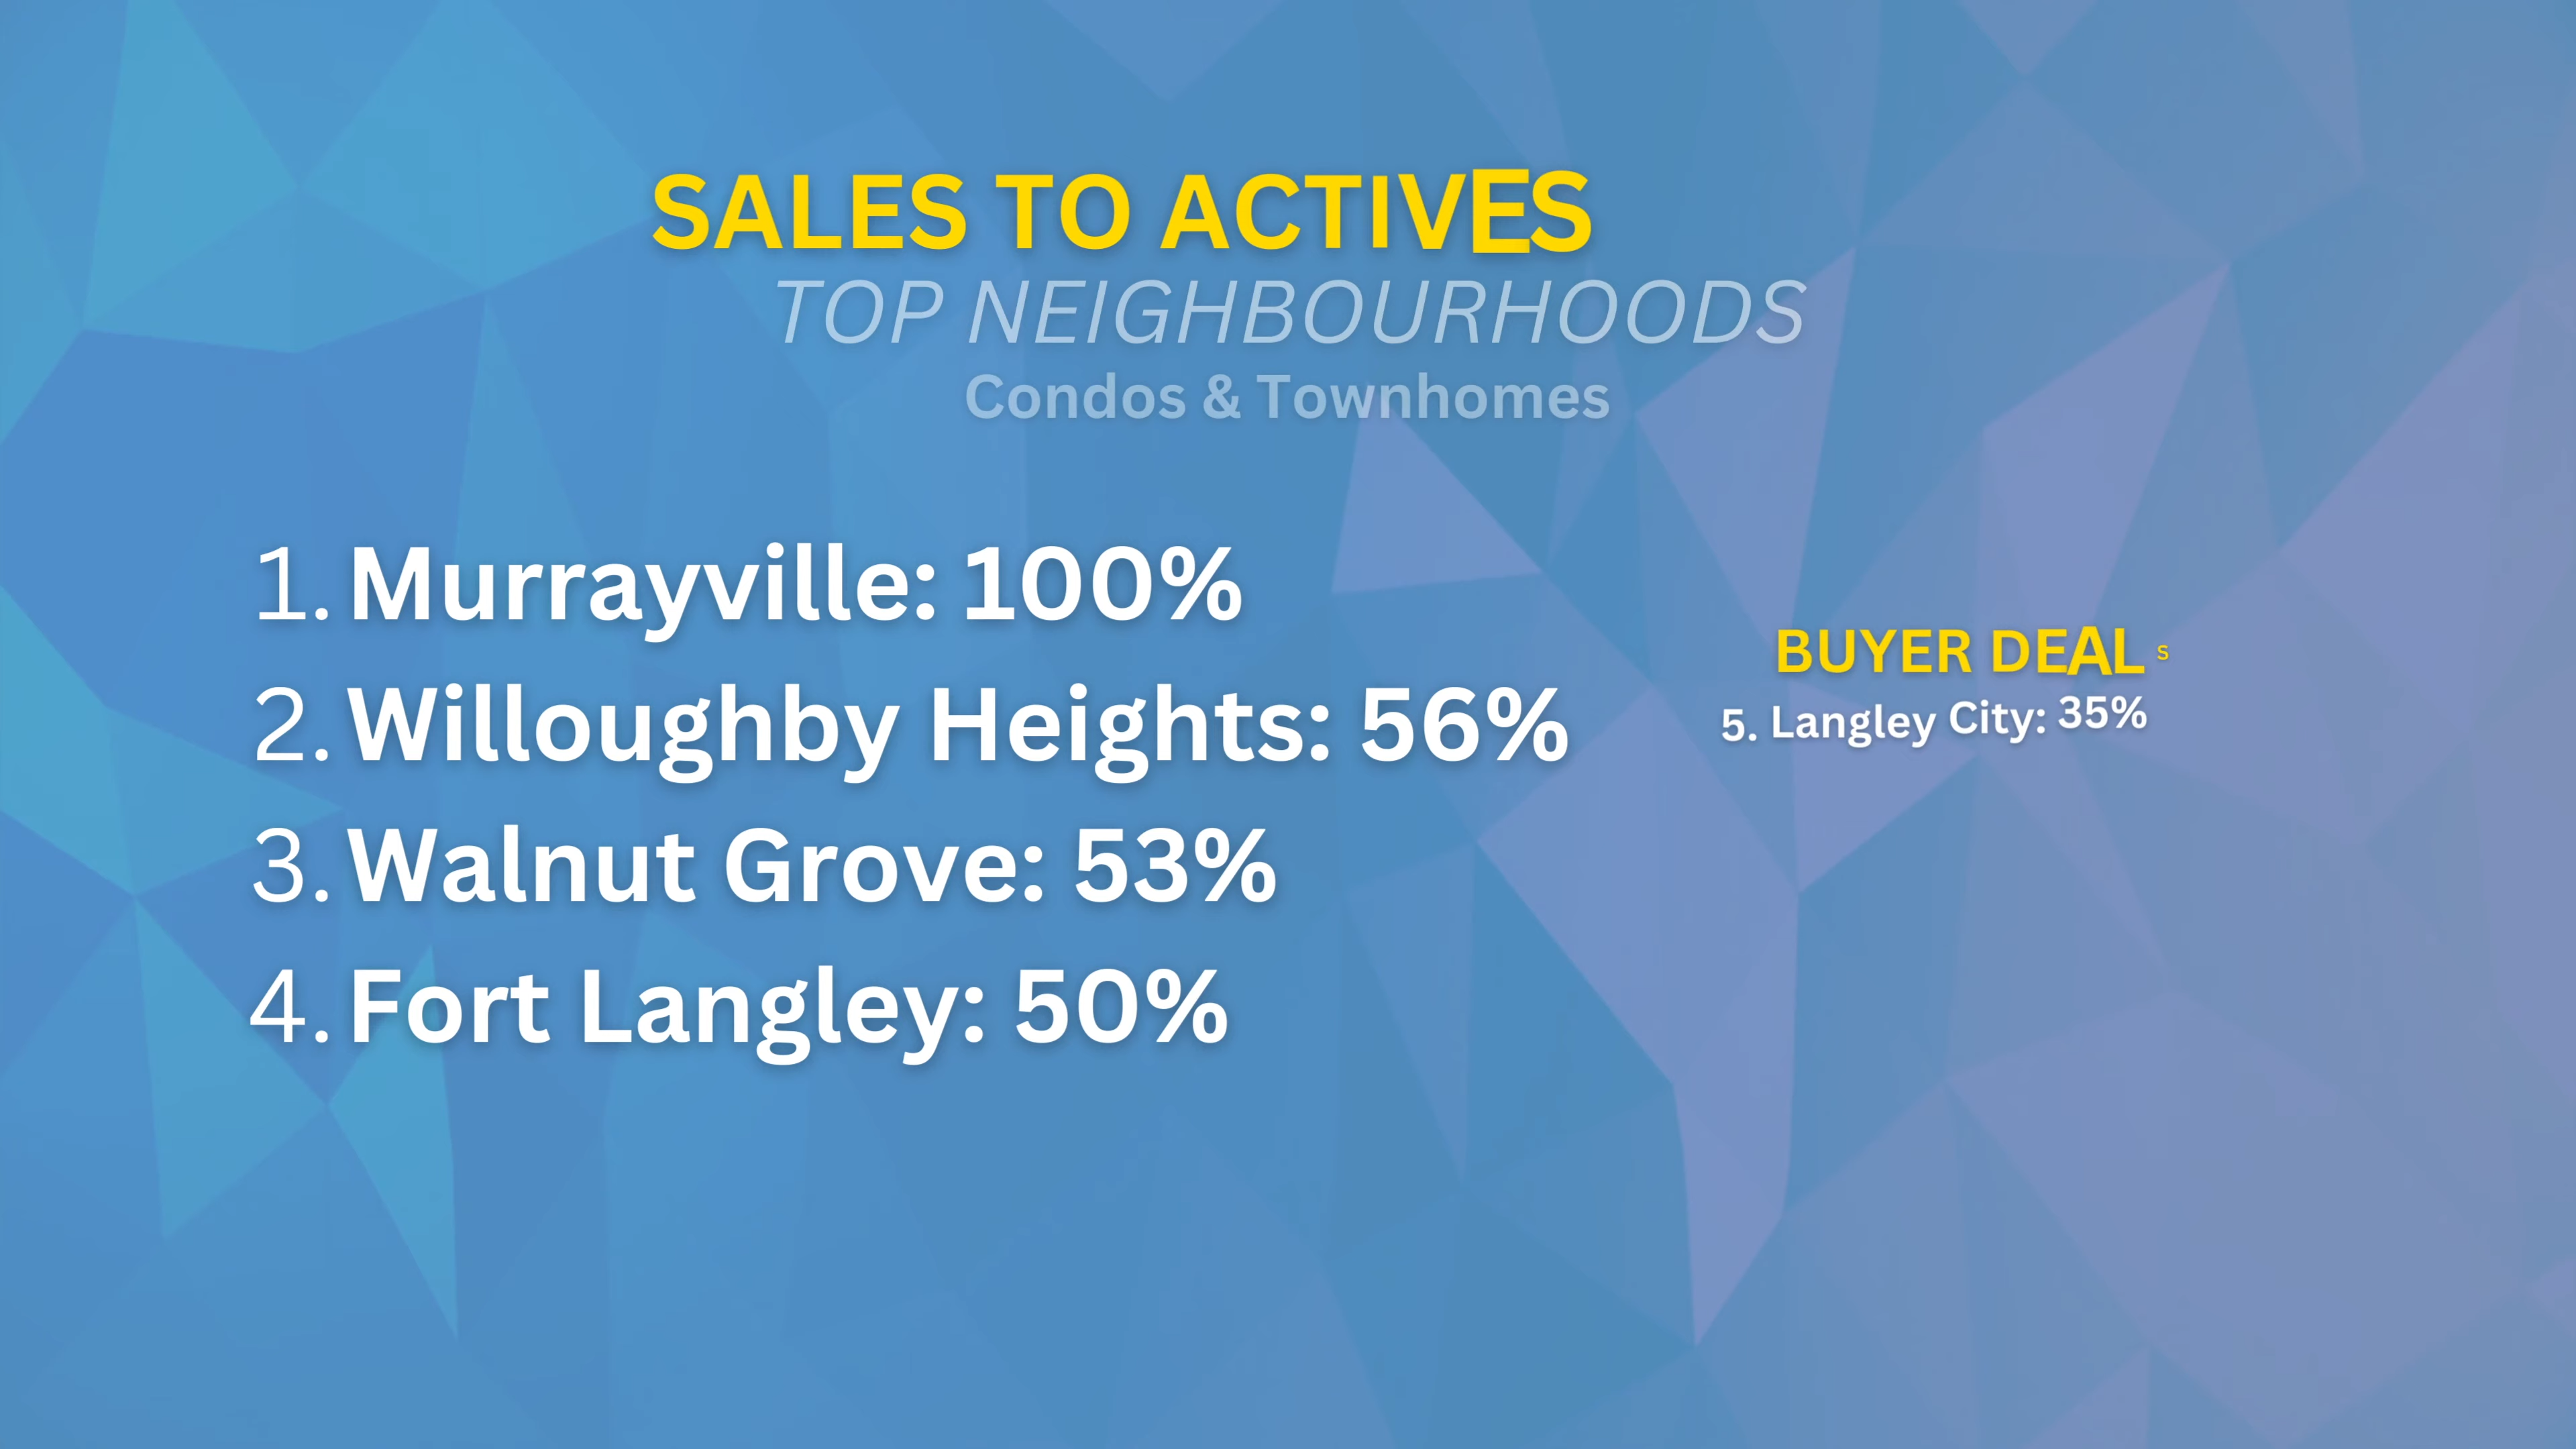 SALES TO ACTIVES
TOP NEIGHBOURHOODS
Condos & Townhomes
1. Murrayville: 100%
2. Willoughby Heights: 56%
3. Walnut Grove: 53%
4. Fort Langley: 50%
BUYER DEALS
5. Langley City: 35%